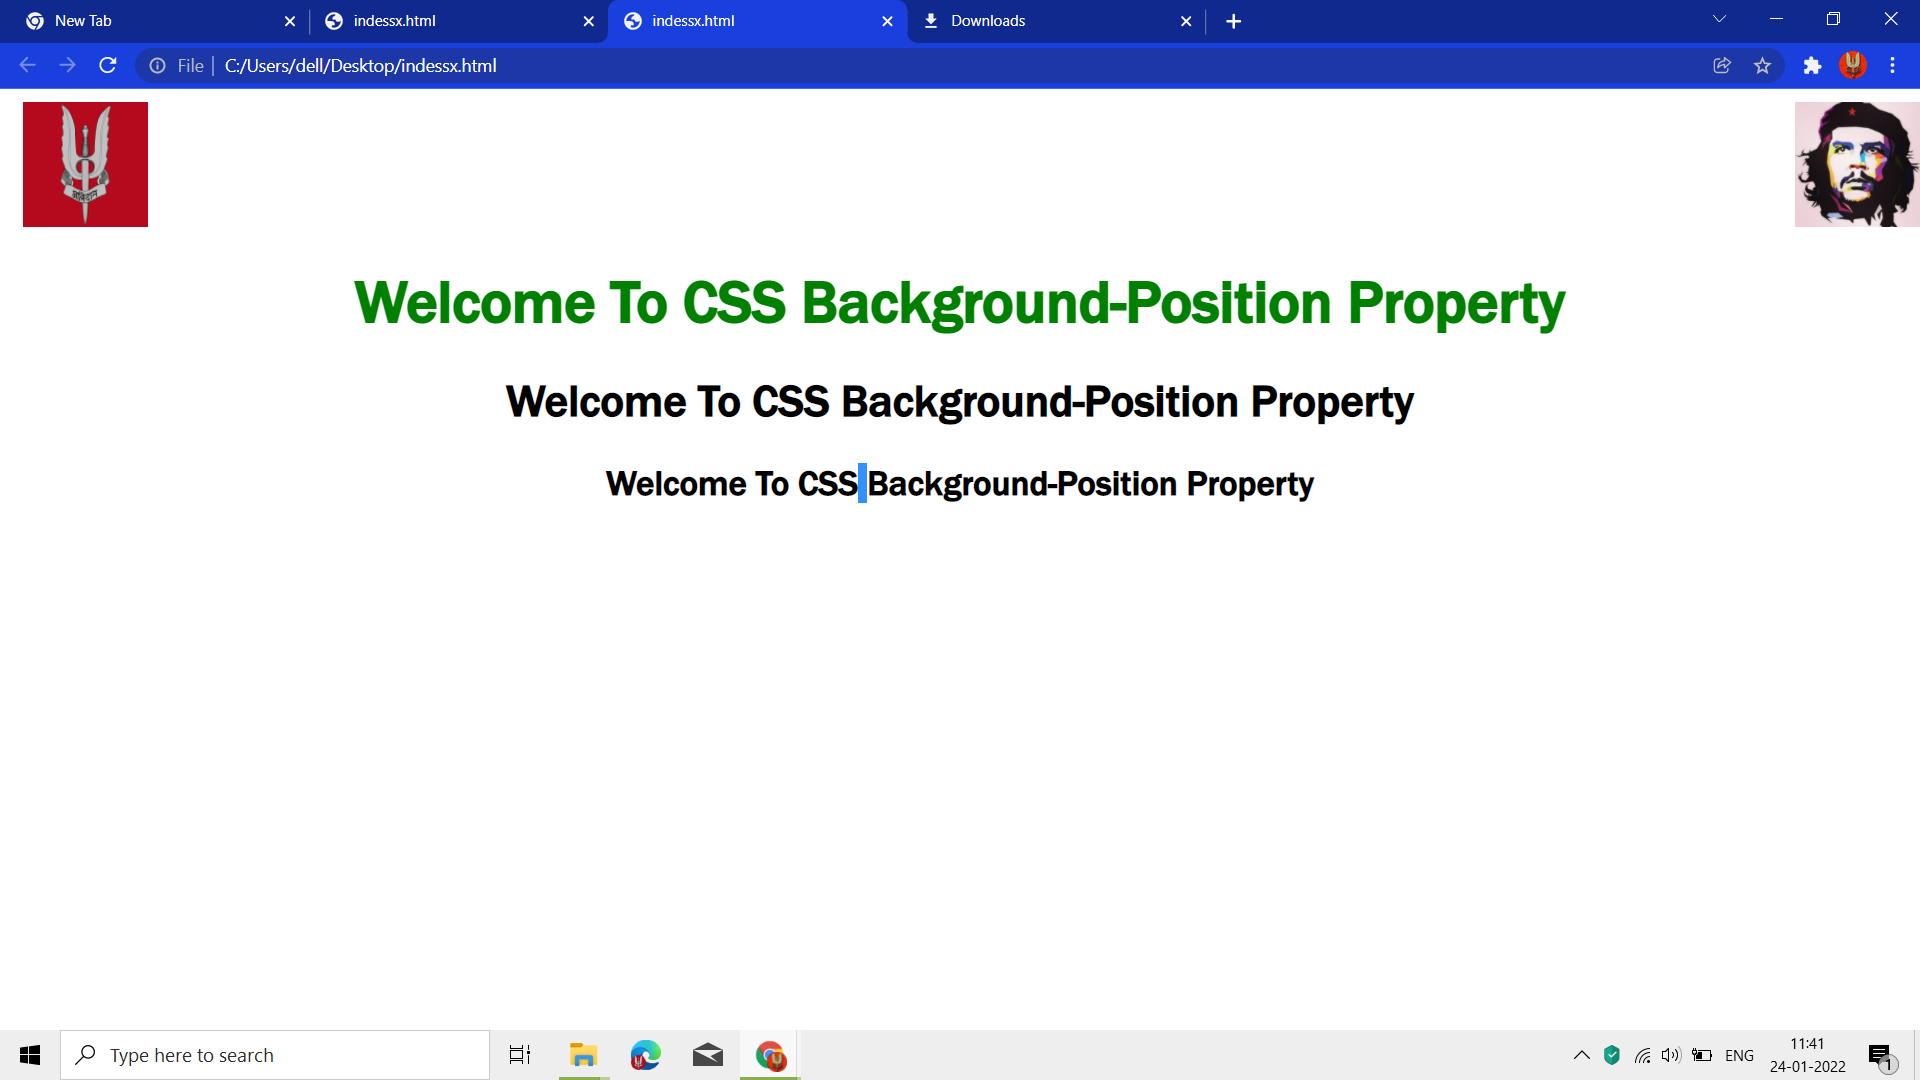 New Tab
indessx.html
indessx.html
Downloads
File
C:/Users/dell/Desktop/indessx.html
Welcome To CSS Background-Position Property
Welcome To CSS Background-Position Property
Welcome To CSS Background-Position Property
Type here to search
ENG
11:41
24-01-2022
1